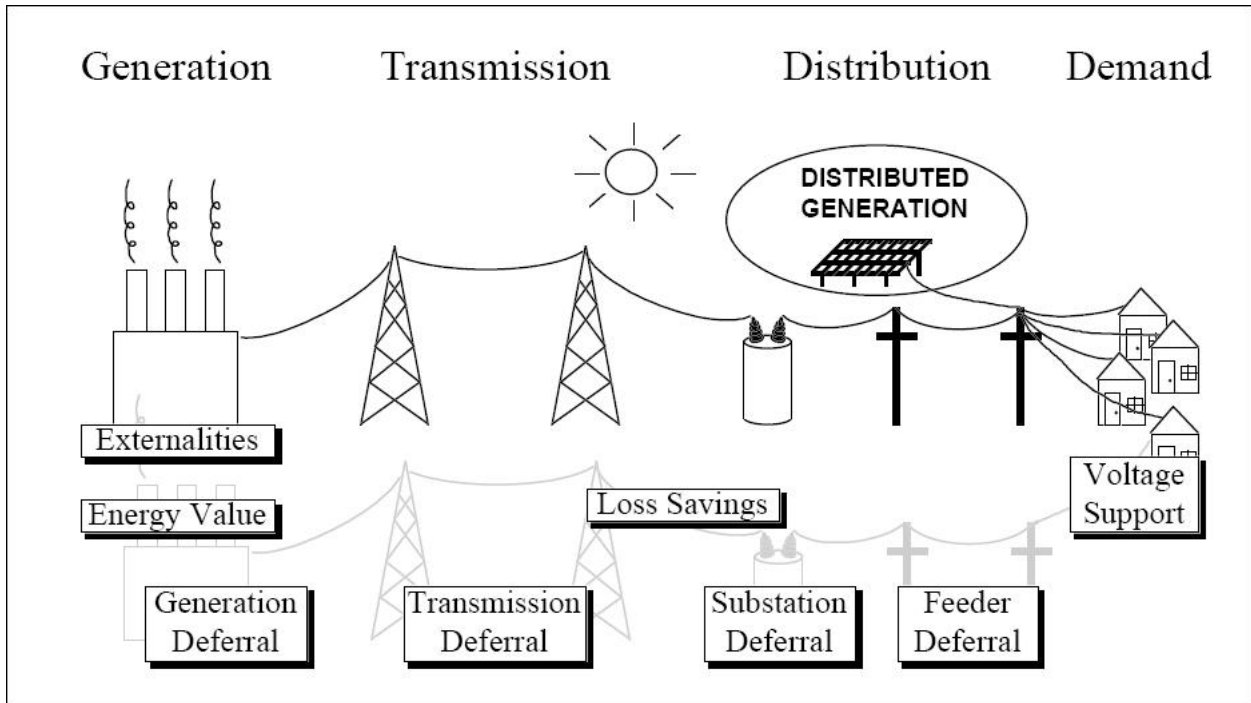 Generation Transmission Distribution Demand
DISTRIBUTED
GENERATION
Externalities
Energy Value
Loss Savings
Voltage
Support
Generation
Deferral
Transmission
Deferral
Substation
Deferral
Feeder
Deferral